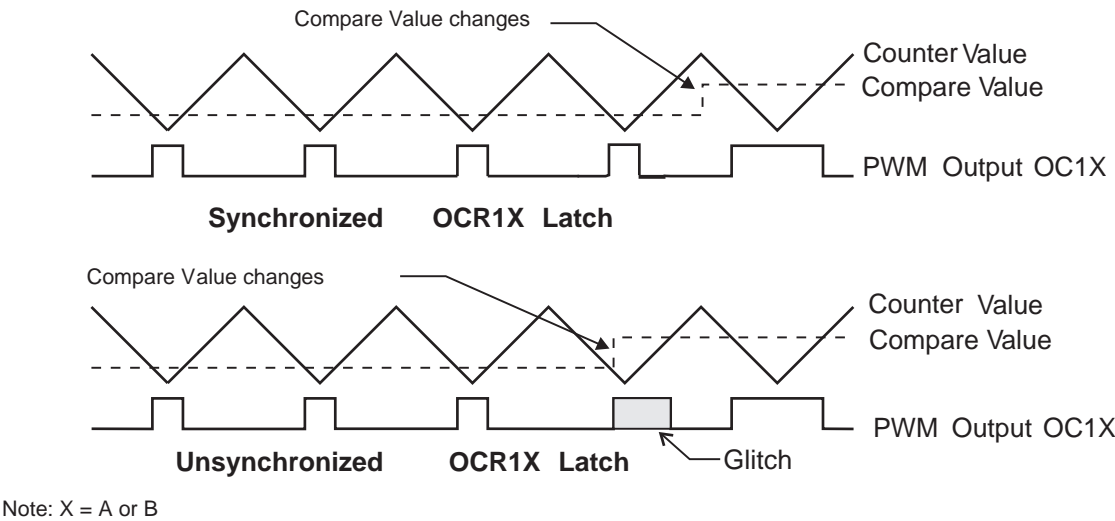 Compare Value changes
Counter Value
Compare Value
PWM Output OC1X
Synchronized OCR1X Latch
Compare Value changes
Counter Value
Compare Value
PWM Output OC1X
Unsynchronized OCR1X Latch
Glitch
Note: X = A or B